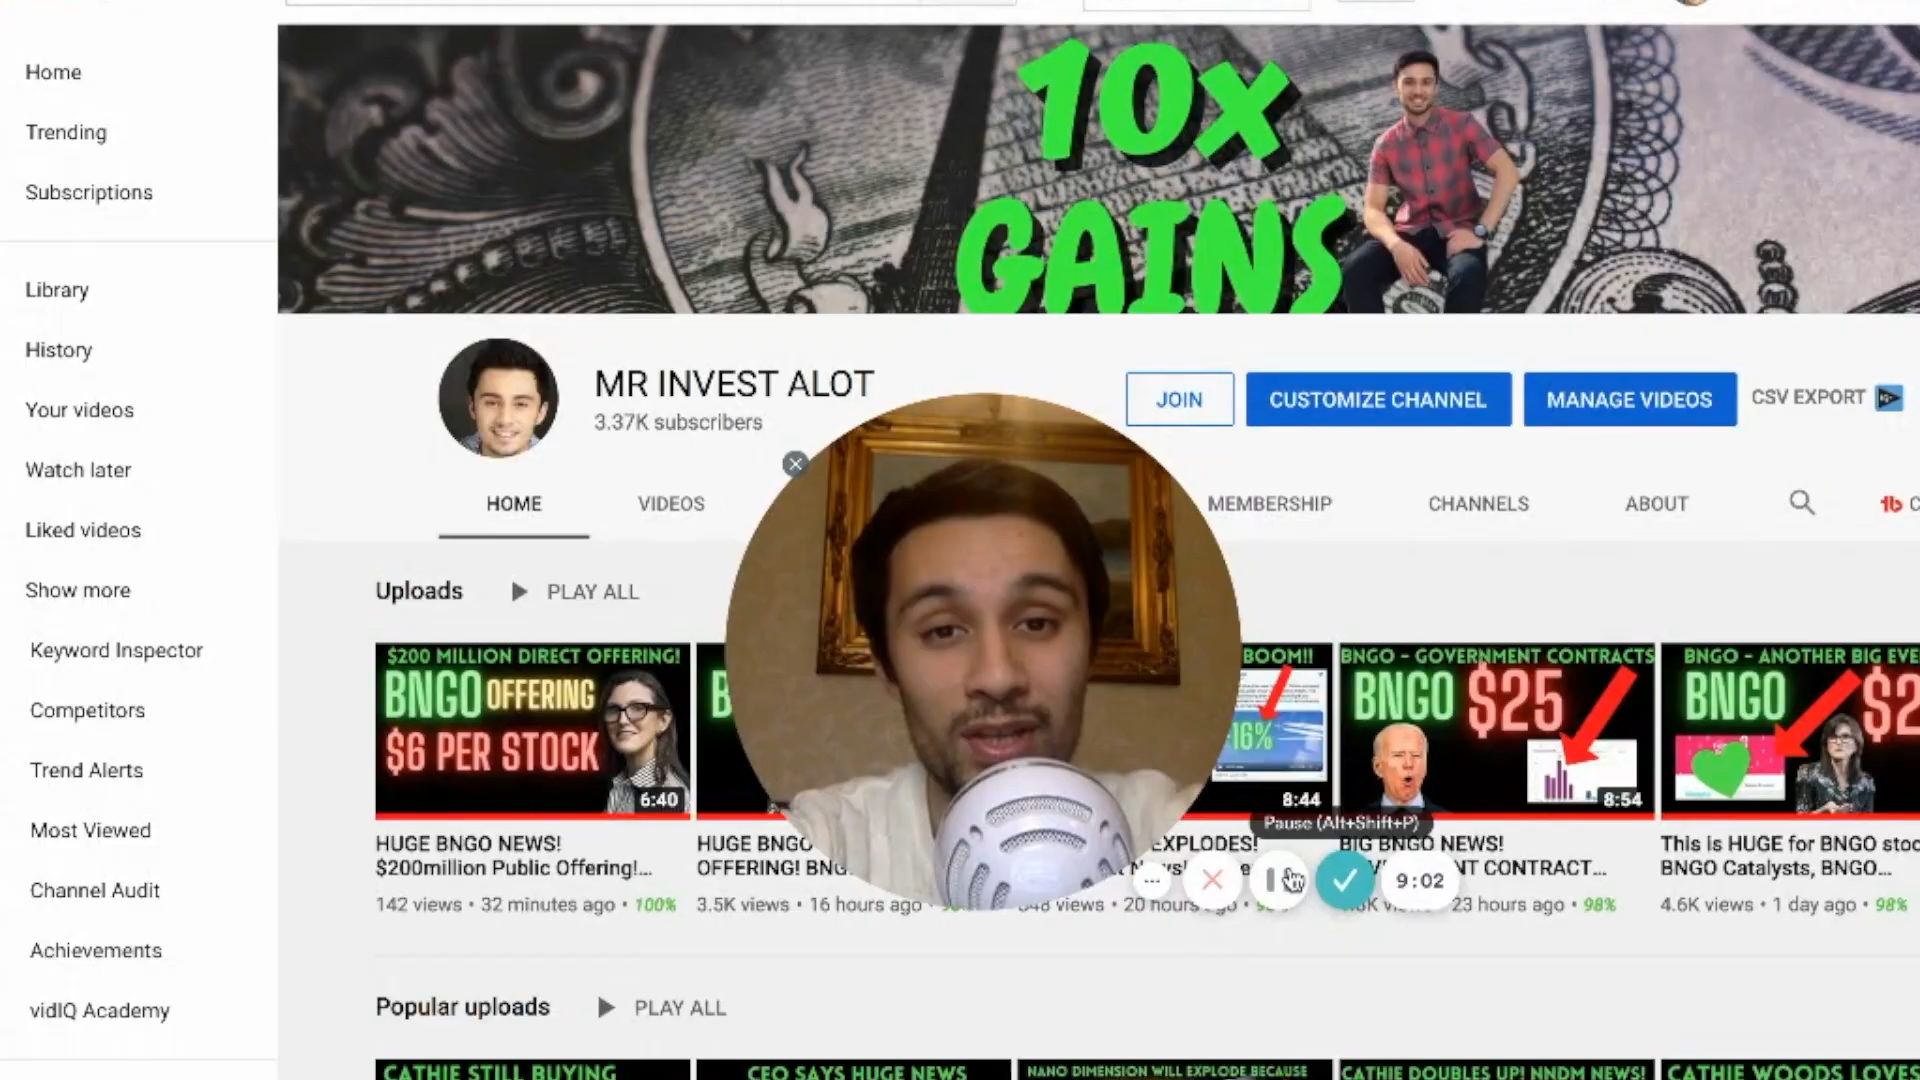 Home
Trending
Subscriptions
Library
History
Your videos
Watch later
Liked videos
Show more
Keyword Inspector
Competitors
Trend Alerts
Most Viewed
Achievements
Channel Audit
vidIQ Academy
10x
GAINS
MR INVEST ALOT
3.37K subscribers
JOIN
CUSTOMIZE CHANNEL
MANAGE VIDEOS
CSV EXPORT
HOME
VIDEOS
MEMBERSHIP
CHANNELS
ABOUT
Uploads
PLAY ALL
$200 MILLION DIRECT OFFERING!
BNGO OFFERING
$6 PER STOCK
6:40
HUGE BNGO NEWS!
$200million Public Offering!...
142 views • 32 minutes ago • 100%
HUGE BNGO
OFFERING! BNG
3.5K views • 16 hours ago •
BOOM!!
16%
8:44
EXPLODES!
views • 20 hours ago
BNGO - GOVERNMENT CONTRACTS
BNGO $25
8:54
BIG BNGO NEWS!
NT CONTRACT...
23 hours ago • 98%
BNGO - ANOTHER BIG EVE
BNGO $2
This is HUGE for BNGO stoc
BNGO Catalysts, BNGO...
4.6K views • 1 day ago • 98%
Pause (Alt+Shift+P)
9:02
Popular uploads
PLAY ALL
CATHIE STILL BUYING
CEO SAYS HUGE NEWS
NANO DIMENSION WILL EXPLODE BECAUSE
CATHIE DOUBLES UP! NNDM NEWS!
CATHIE WOODS LOVES